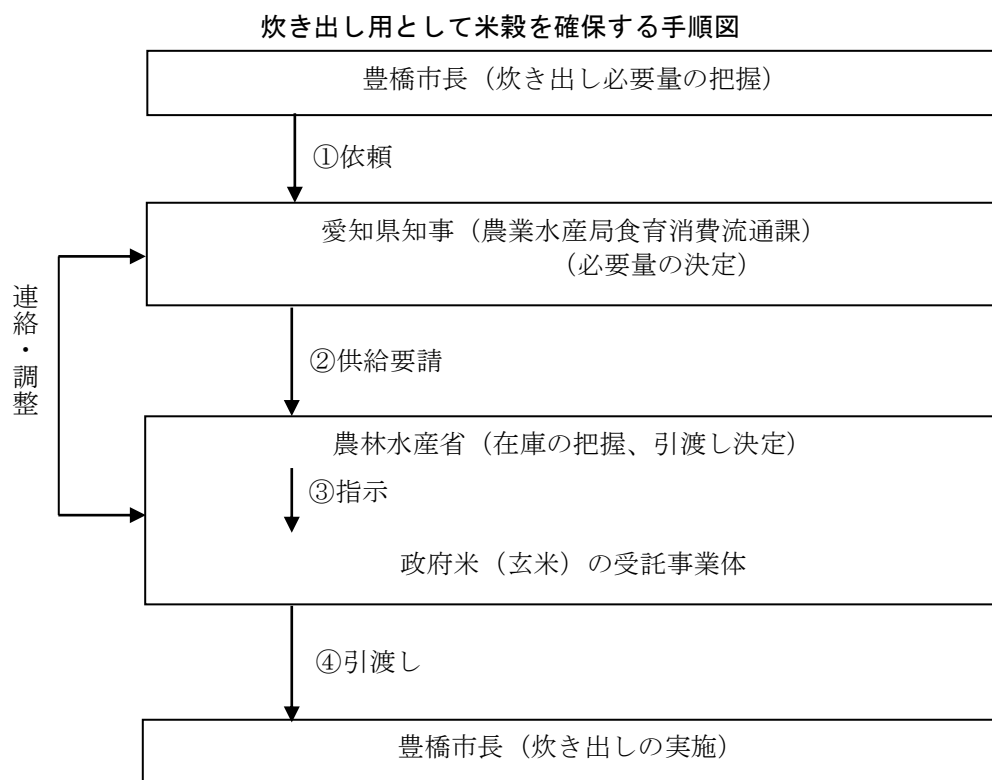 炊き出し用として米穀を確保する手順図
豊橋市長（炊き出し必要量の把握）
①依頼
愛知県知事（農業水産局食育消費流通課）
（必要量の決定）
連絡・調整
②供給要請
農林水産省（在庫の把握、引渡し決定）
③指示
政府米（玄米）の受託事業体
④引渡し
豊橋市長（炊き出しの実施）